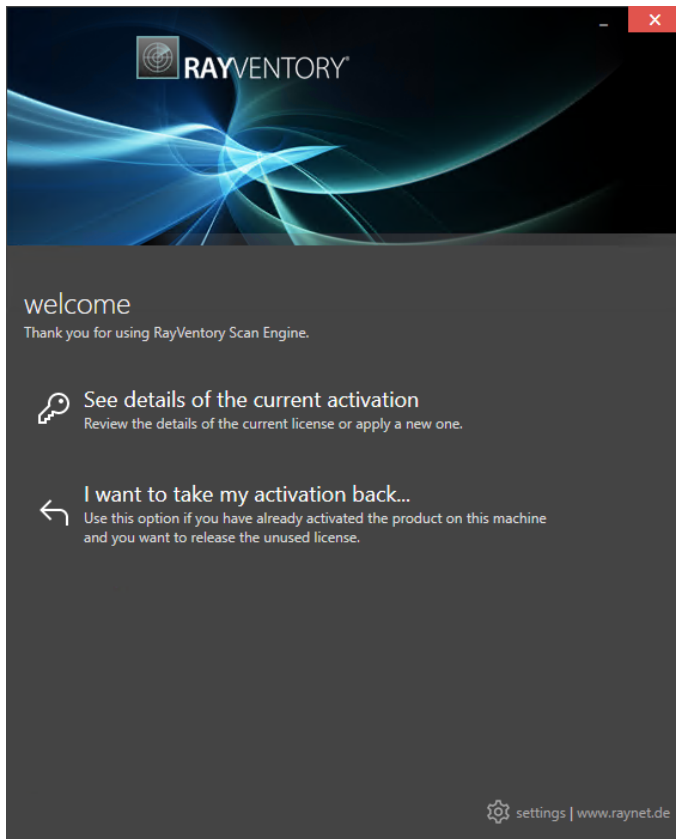 RAYVENTORY®
welcome
Thank you for using RayVentory Scan Engine.
See details of the current activation
Review the details of the current license or apply a new one.
I want to take my activation back...
Use this option if you have already activated the product on this machine
and you want to release the unused license.
settings | www.raynet.de